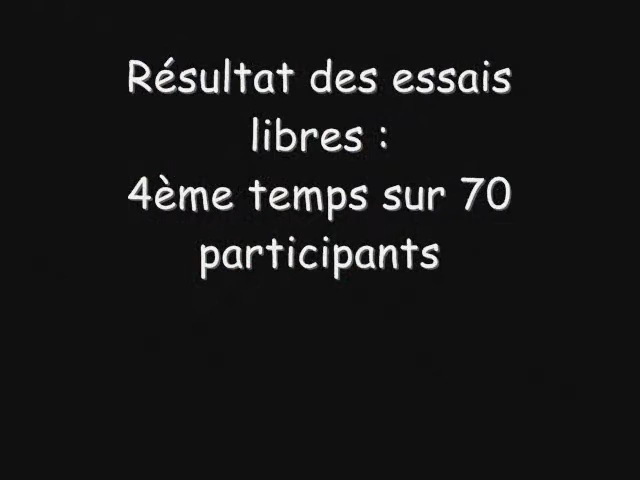 Résultat des essais
libres :
4ème temps sur 70
participants